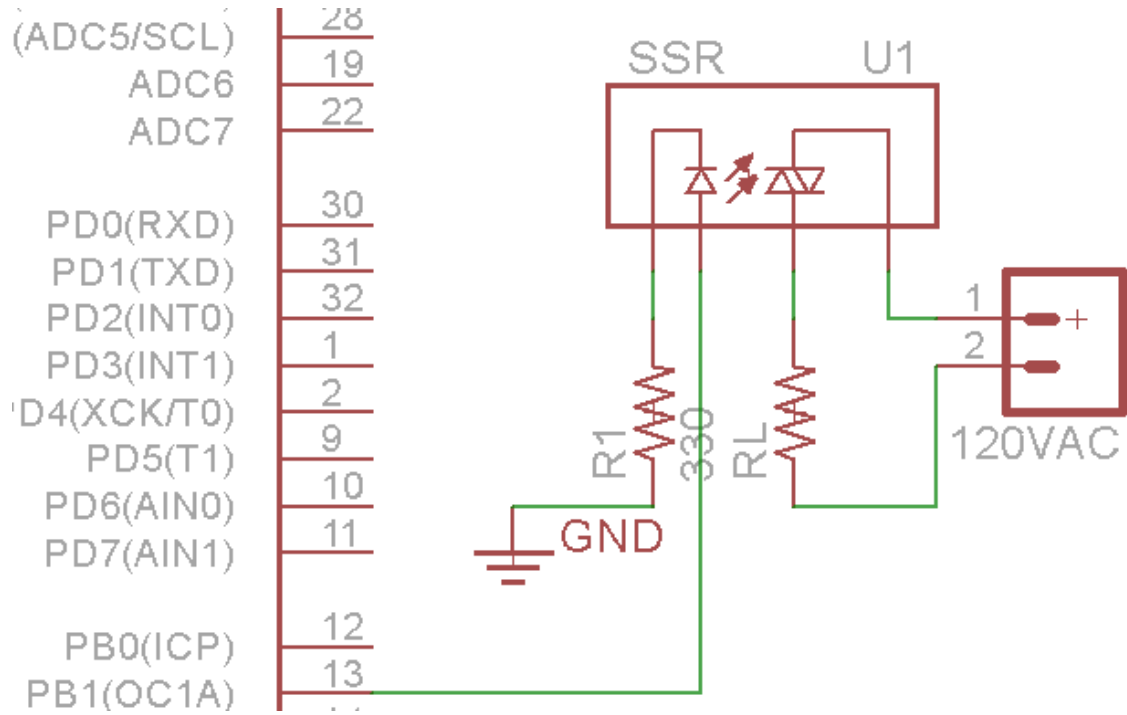 28
(ADC5/SCL)
19
ADC6
22
ADC7
30
PD0(RXD)
31
PD1(TXD)
32
PD2(INT0)
1
PD3(INT1)
2
D4(XCK/T0)
9
PD5(T1)
10
PD6(AIN0)
11
PD7(AIN1)
12
PB0(ICP)
13
PB1(OC1A)
SSR
U1
1
+
2
120VAC
R1
330
RL
GND